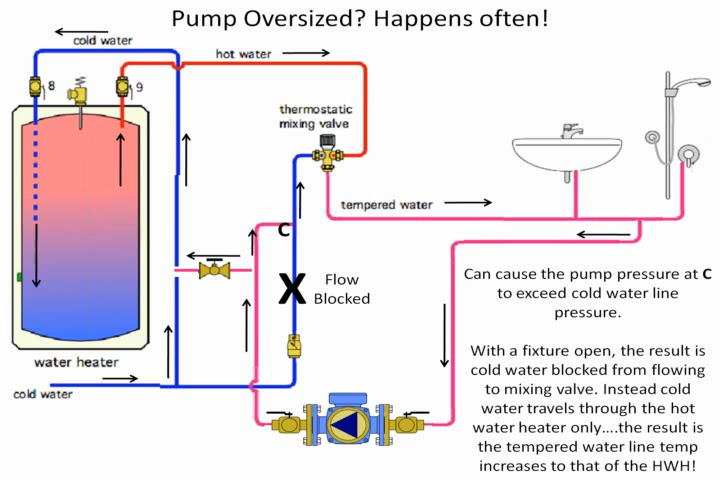 Pump Oversized? Happens often!
cold water
hot water
8
9
thermostatic
mixing valve
tempered water
C
X
Flow
Blocked
water heater
cold water
Can cause the pump pressure at C
to exceed cold water line
pressure.
With a fixture open, the result is
cold water blocked from flowing
to mixing valve. Instead cold
water travels through the hot
water heater only....the result is
the tempered water line temp
increases to that of the HWH!